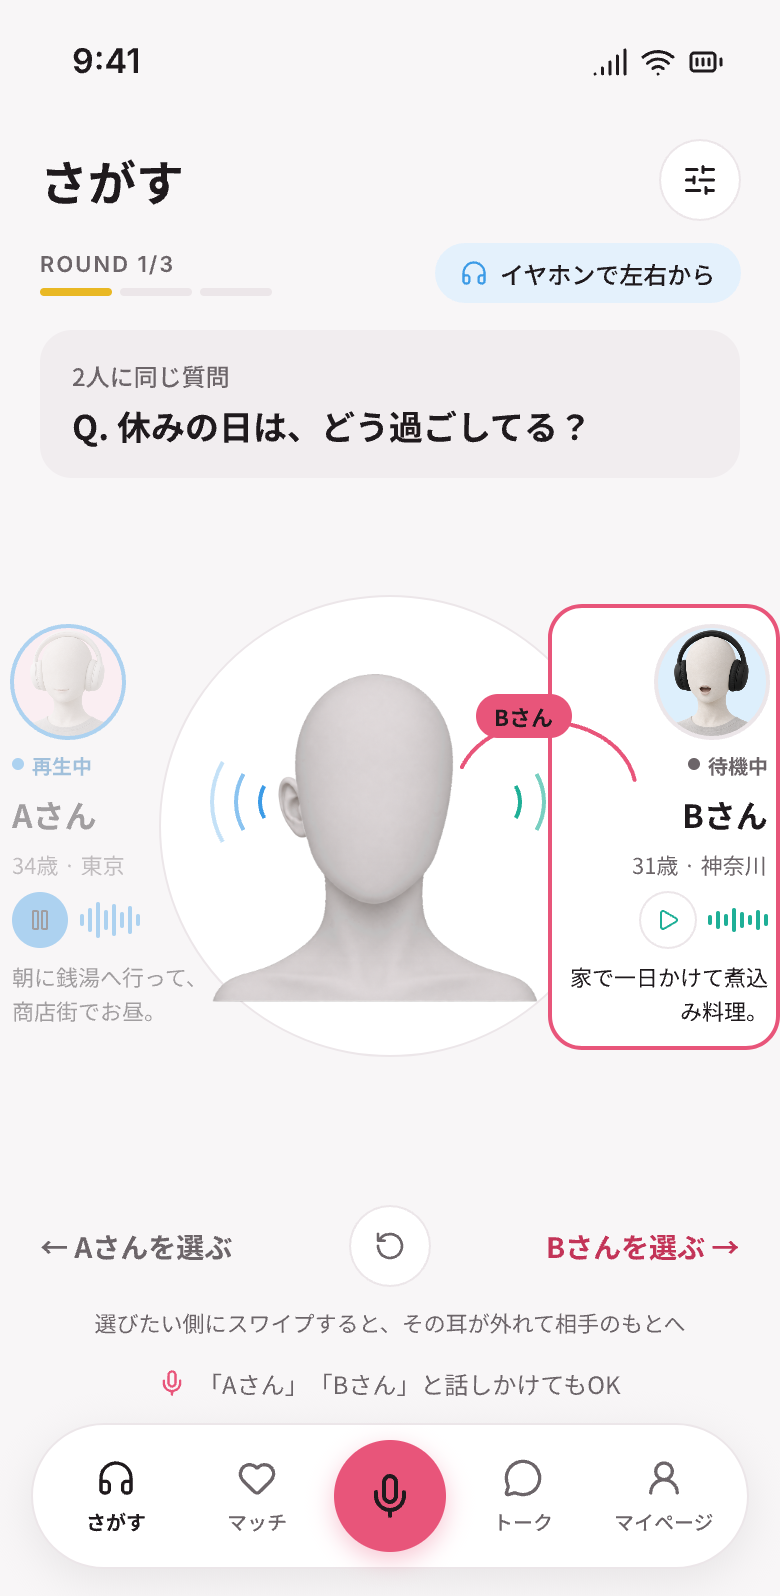 9:41
さがす
ROUND 1/3
イヤホンで左右から
2人に同じ質問
Q. 休みの日は、どう過ごしてる？
Bさん
再生中
Aさん
34歳 · 東京
朝に銭湯へ行って、
商店街でお昼。
待機中
Bさん
31歳 · 神奈川
家で一日かけて煮込
み料理。
← Aさんを選ぶ
Bさんを選ぶ →
選びたい側にスワイプすると、その耳が外れて相手のもとへ
「Aさん」「Bさん」と話しかけてもOK
さがす
マッチ
トーク
マイページ